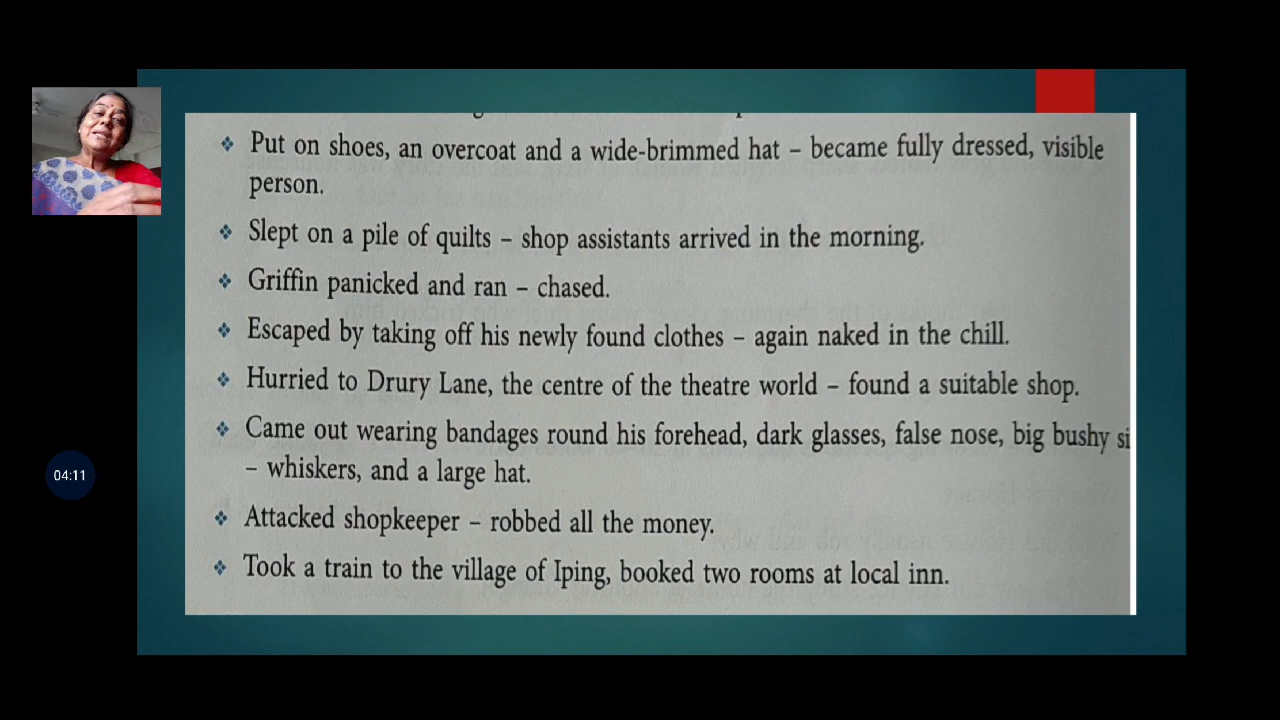 Put on shoes, an overcoat and a wide-brimmed hat – became fully dressed, visible
person.
Slept on a pile of quilts – shop assistants arrived in the morning.
Griffin panicked and ran – chased.
Escaped by taking off his newly found clothes – again naked in the chill.
Hurried to Drury Lane, the centre of the theatre world – found a suitable shop.
Came out wearing bandages round his forehead, dark glasses, false nose, big bushy si
– whiskers, and a large hat.
04:11
Attacked shopkeeper – robbed all the money.
Took a train to the village of Iping, booked two rooms at local inn.